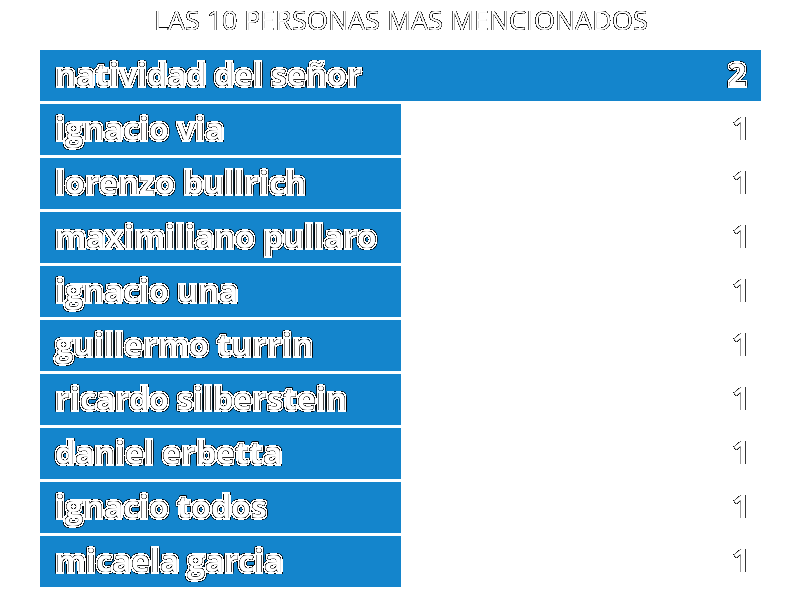 LAS 10 PERSONAS MAS MENCIONADOS
natividad del señor 2
ignacio via 1
lorenzo bullrich 1
maximiliano pullaro 1
ignacio una 1
guillermo turrin 1
ricardo silberstein 1
daniel erbetta 1
ignacio todos 1
micaela garcia 1